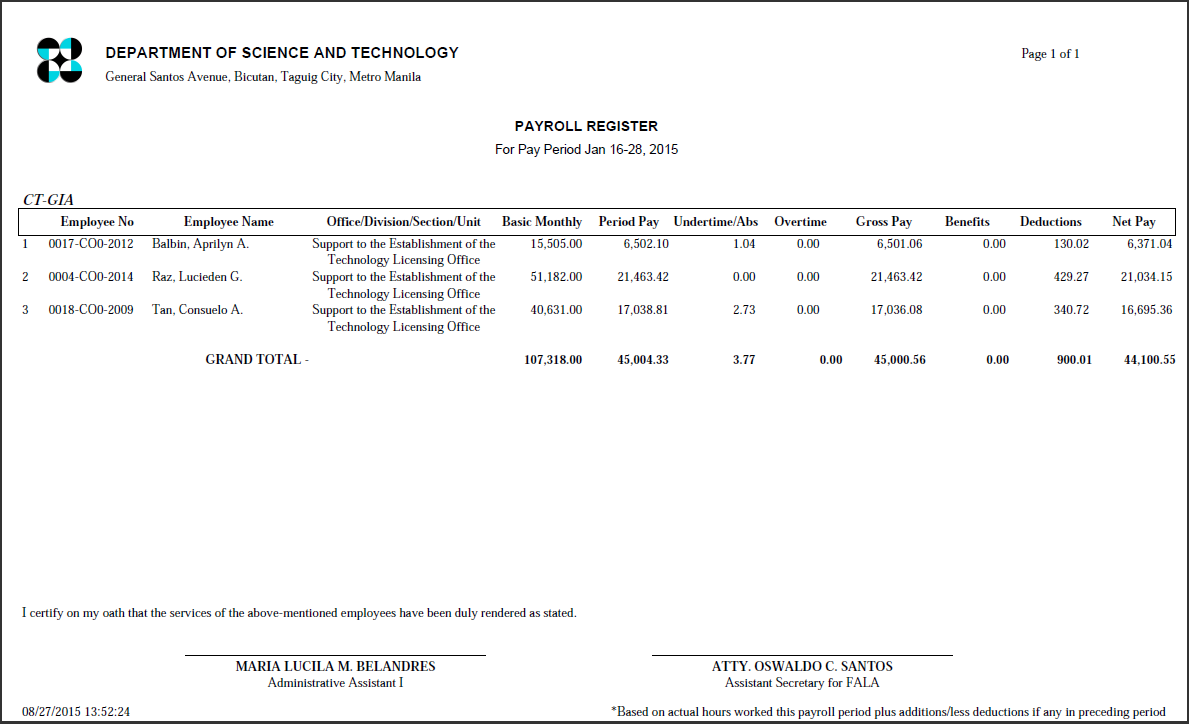 DEPARTMENT OF SCIENCE AND TECHNOLOGY
Page 1 of 1
General Santos Avenue, Bicutan, Taguig City, Metro Manila
PAYROLL REGISTER
For Pay Period Jan 16-28, 2015
CT-GIA
Employee No Employee Name Office/Division/Section/Unit Basic Monthly Period Pay Undertime/Abs Overtime Gross Pay Benefits Deductions Net Pay
1 0017-CO0-2012 Balbin, Aprilyn A. Support to the Establishment of the 15,505.00 6,502.10 1.04 0.00 6,501.06 0.00 130.02 6,371.04
Technology Licensing Office
2 0004-CO0-2014 Raz, Lucieden G. Support to the Establishment of the 51,182.00 21,463.42 0.00 0.00 21,463.42 0.00 429.27 21,034.15
Technology Licensing Office
3 0018-CO0-2009 Tan, Consuelo A. Support to the Establishment of the 40,631.00 17,038.81 2.73 0.00 17,036.08 0.00 340.72 16,695.36
Technology Licensing Office
GRAND TOTAL - 107,318.00 45,004.33 3.77 0.00 45,000.56 0.00 900.01 44,100.55
I certify on my oath that the services of the above-mentioned employees have been duly rendered as stated.
MARIA LUCILA M. BELANDRES ATTY. OSWALDO C. SANTOS
Administrative Assistant I Assistant Secretary for FALA
08/27/2015 13:52:24 *Based on actual hours worked this payroll period plus additions/less deductions if any in preceding period